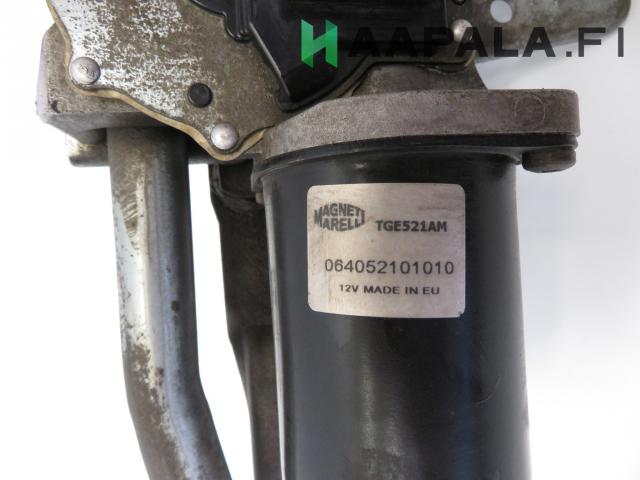 HAAPALA.FI
MAGNETI
MARELLI
TGE521AM
064052101010
12V MADE IN EU